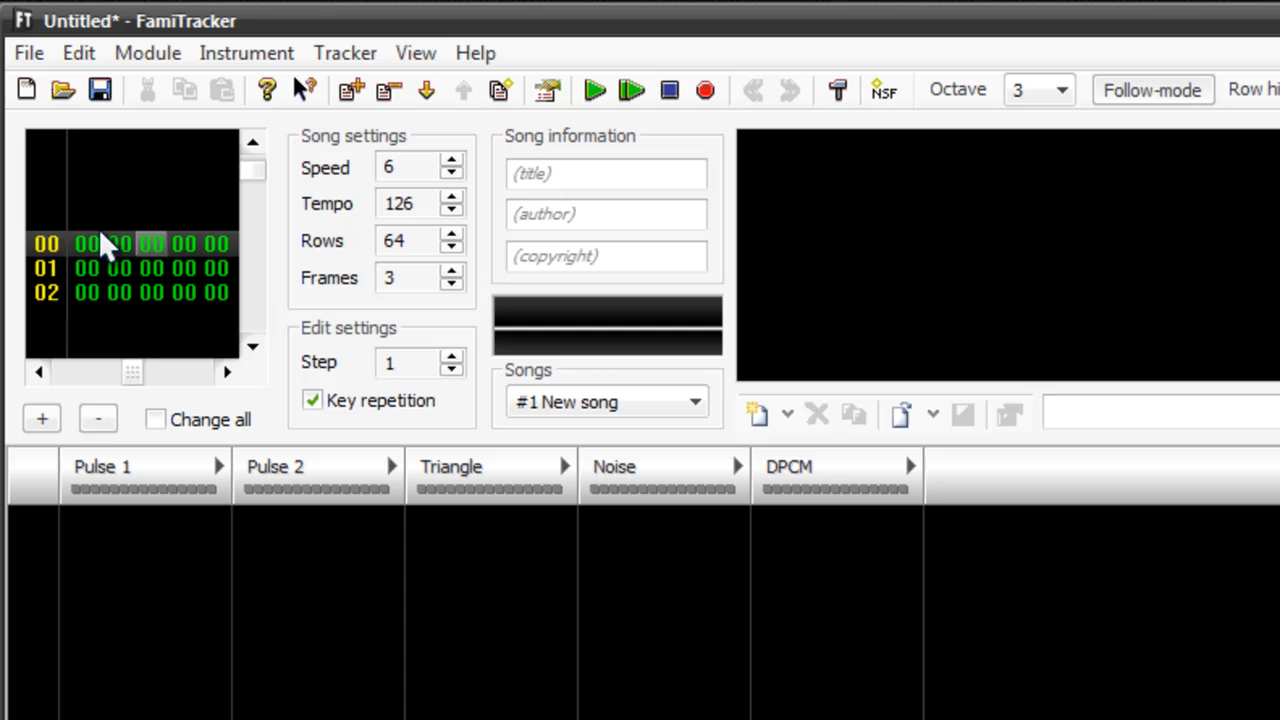 FT Untitled* - FamiTracker
File Edit Module Instrument Tracker View Help
NSF Octave 3 Follow-mode Row hi
Song settings
Speed 6
Tempo 126
Rows 64
Frames 3
Song information
(title)
(author)
(copyright)
00 00 00 00 00 00
01 00 00 00 00 00
02 00 00 00 00 00
Edit settings
Step 1
Key repetition
Songs
#1 New song
+ - Change all
Pulse 1 Pulse 2 Triangle Noise DPCM